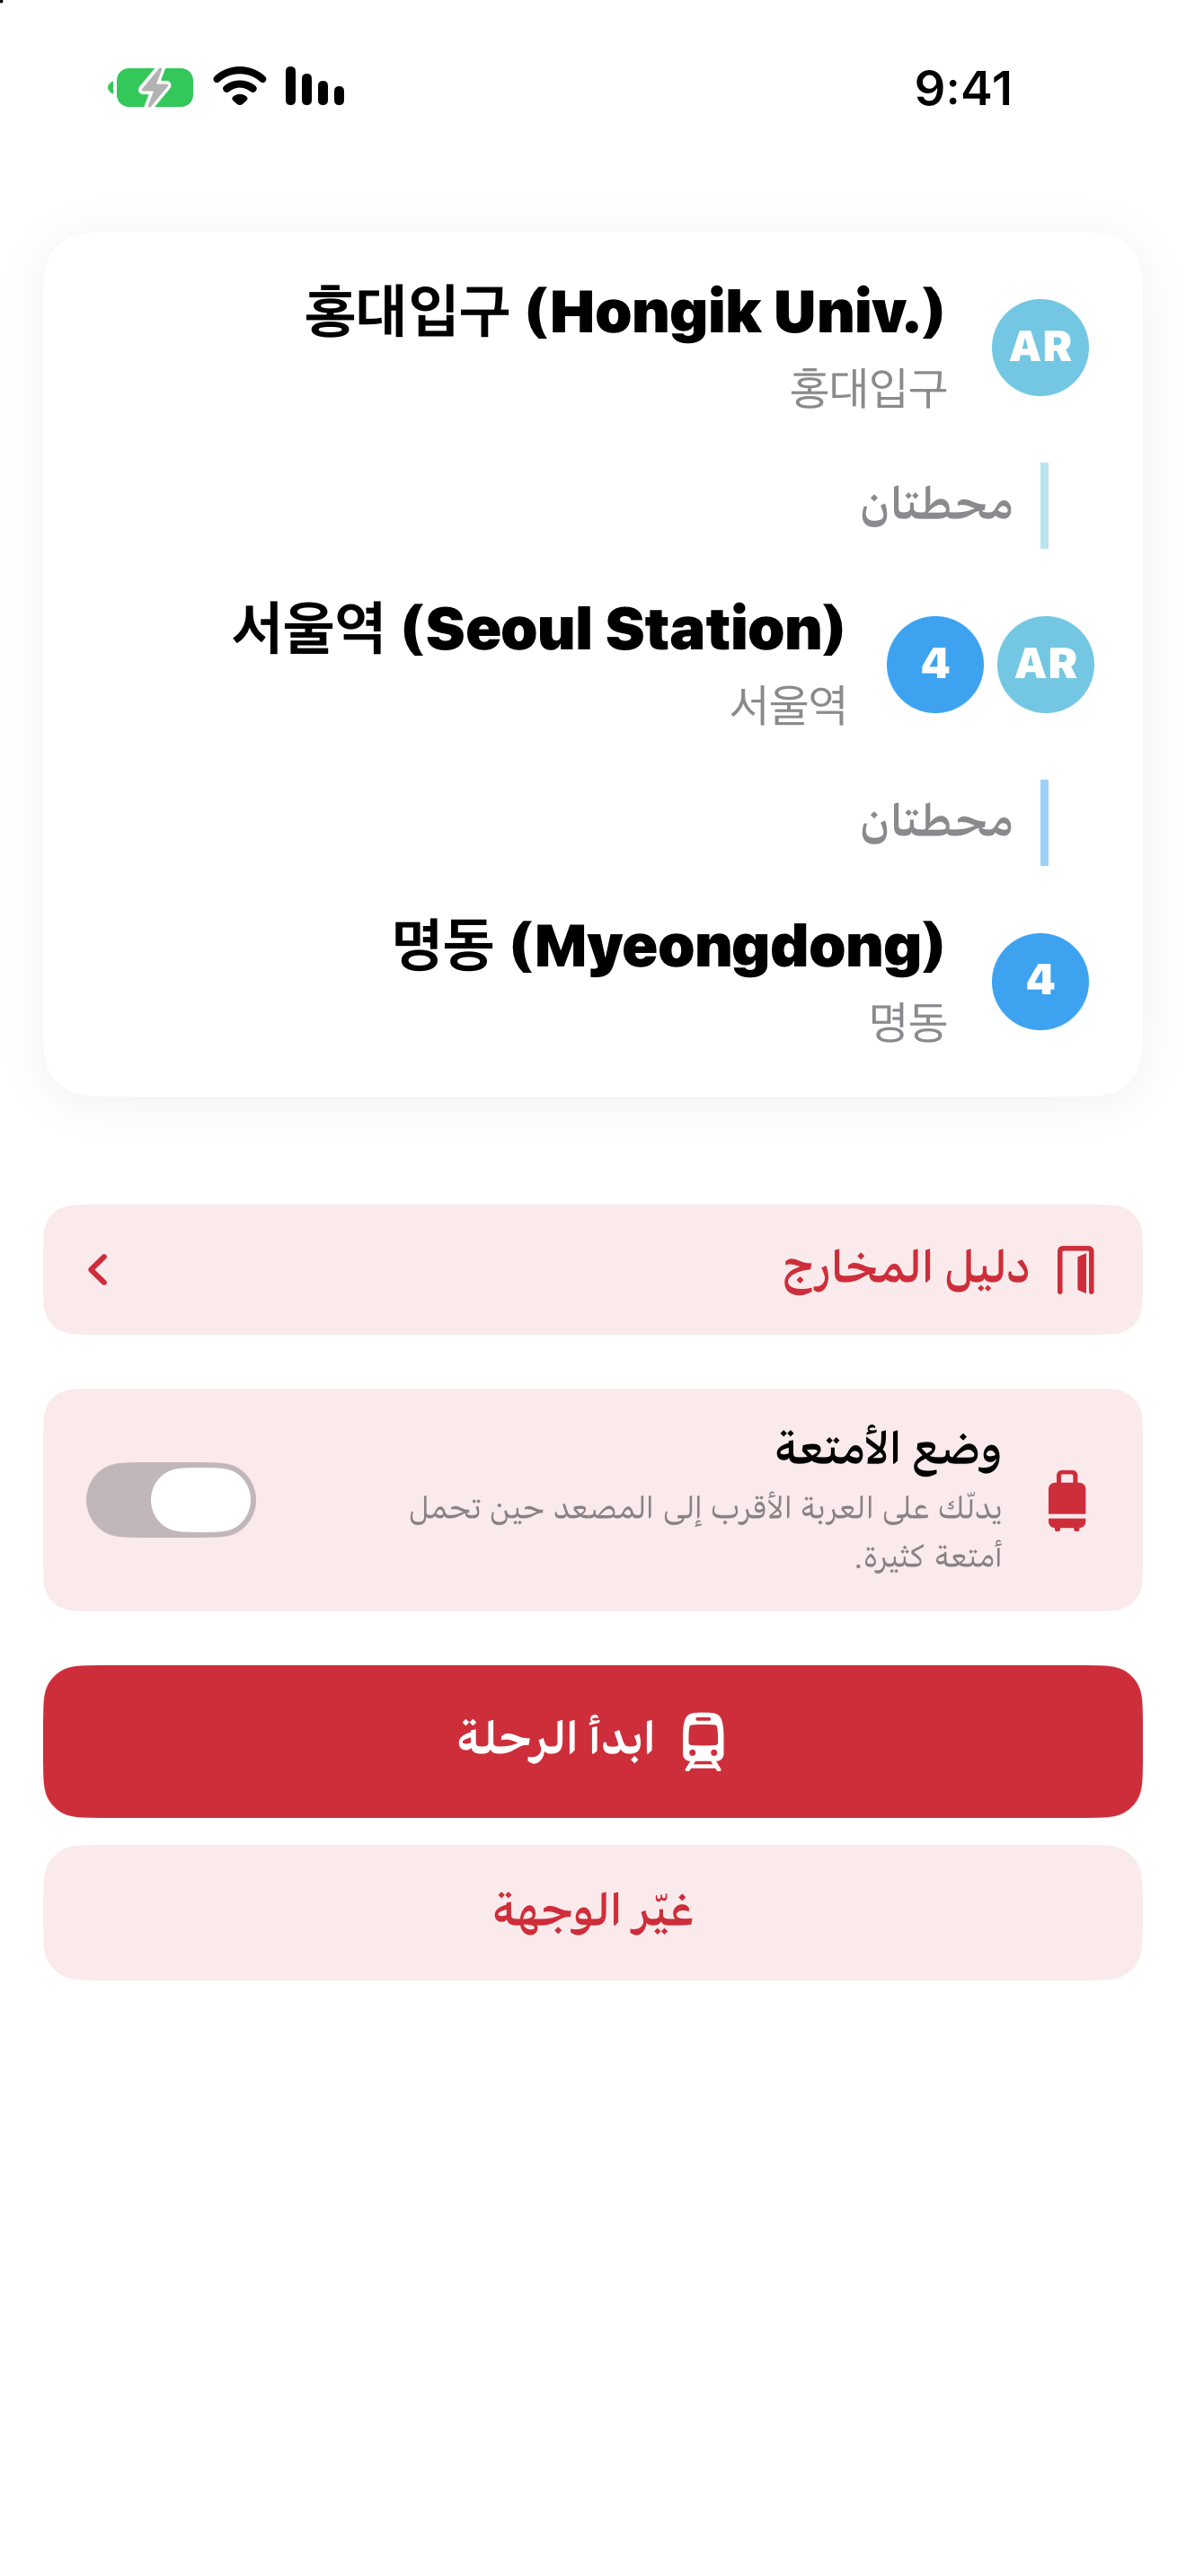 9:41
AR
홍대입구 (Hongik Univ.)
홍대입구
محطتان
AR 4
서울역 (Seoul Station)
서울역
محطتان
4
명동 (Myeongdong)
명동
دليل المخارج
وضع الأمتعة
يدلّك على العربة الأقرب إلى المصعد حين تحمل
أمتعة كثيرة.
ابدأ الرحلة
غيّر الوجهة